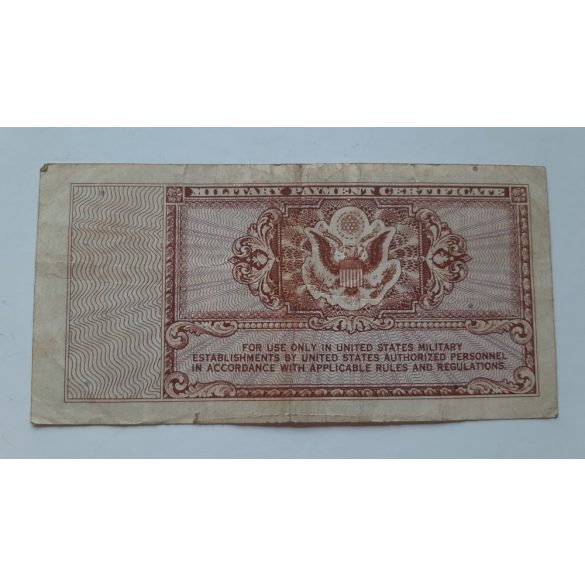 MILITARY PAYMENT CERTIFICATE
FOR USE ONLY IN UNITED STATES MILITARY
ESTABLISHMENTS BY UNITED STATES AUTHORIZED PERSONNEL
IN ACCORDANCE WITH APPLICABLE RULES AND REGULATIONS.